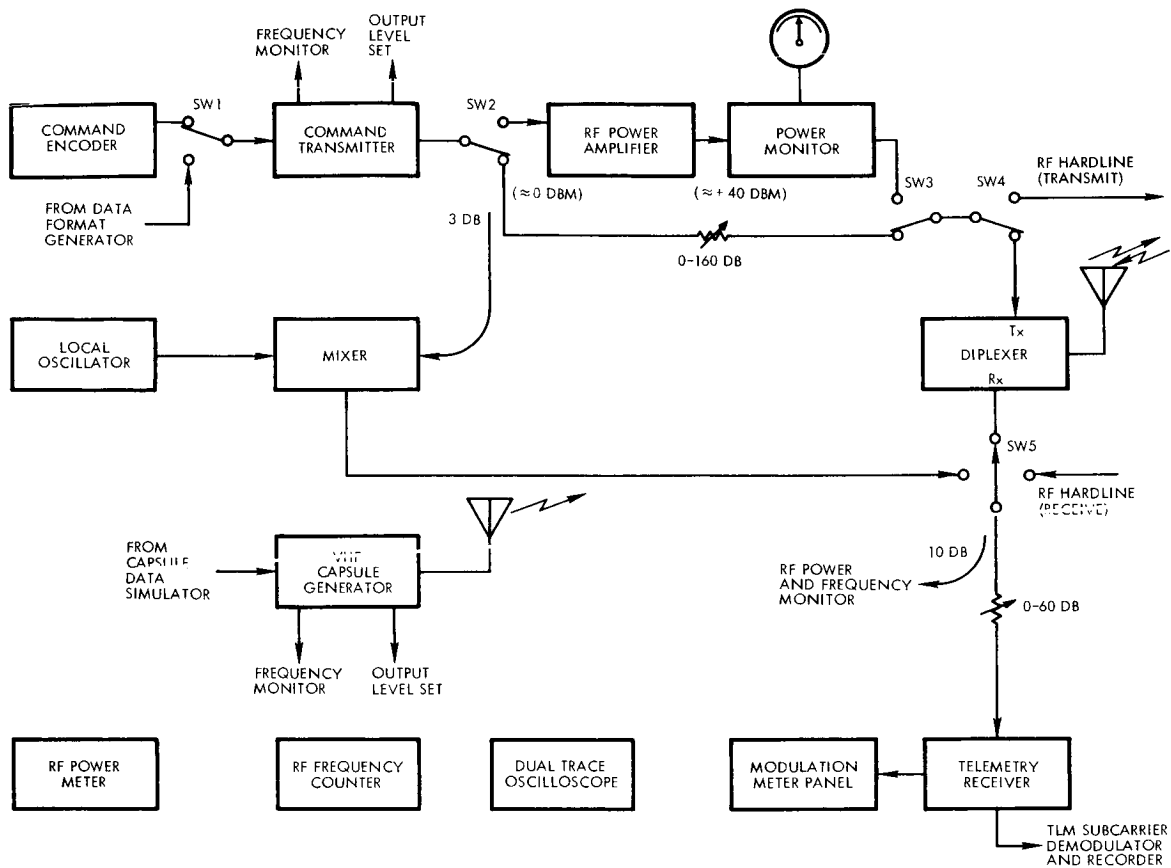 FREQUENCY
MONITOR
OUTPUT
LEVEL
SET
SW1
SW2
COMMAND
ENCODER
COMMAND
TRANSMITTER
RF POWER
AMPLIFIER
POWER
MONITOR
FROM DATA
FORMAT
GENERATOR
(≈0 DBM)
(≈+40 DBM)
SW3
SW4
RF HARDLINE
(TRANSMIT)
3 DB
0-160 DB
LOCAL
OSCILLATOR
MIXER
Tx
DIPLEXER
Rx
SW5
RF HARDLINE
(RECEIVE)
FROM
CAPSULE
DATA
SIMULATOR
VHF
CAPSULE
GENERATOR
10 DB
RF POWER
AND FREQUENCY
MONITOR
0-60 DB
FREQUENCY
MONITOR
OUTPUT
LEVEL SET
RF POWER
METER
RF FREQUENCY
COUNTER
DUAL TRACE
OSCILLOSCOPE
MODULATION
METER PANEL
TELEMETRY
RECEIVER
TLM SUBCARRIER
DEMODULATOR
AND RECORDER